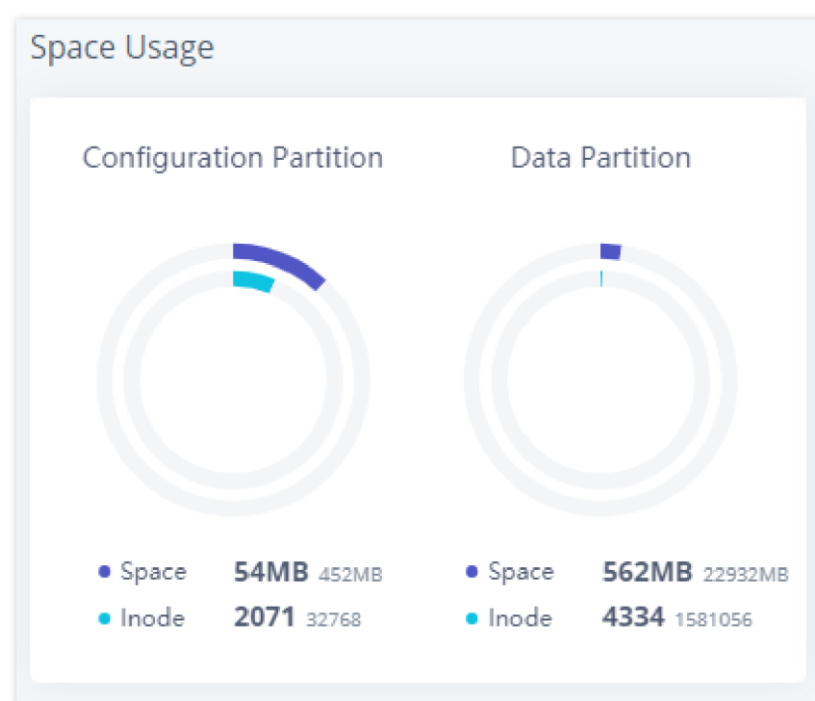 Space Usage
Configuration Partition
Data Partition
Space 54MB 452MB
Inode 2071 32768
Space 562MB 22932MB
Inode 4334 1581056